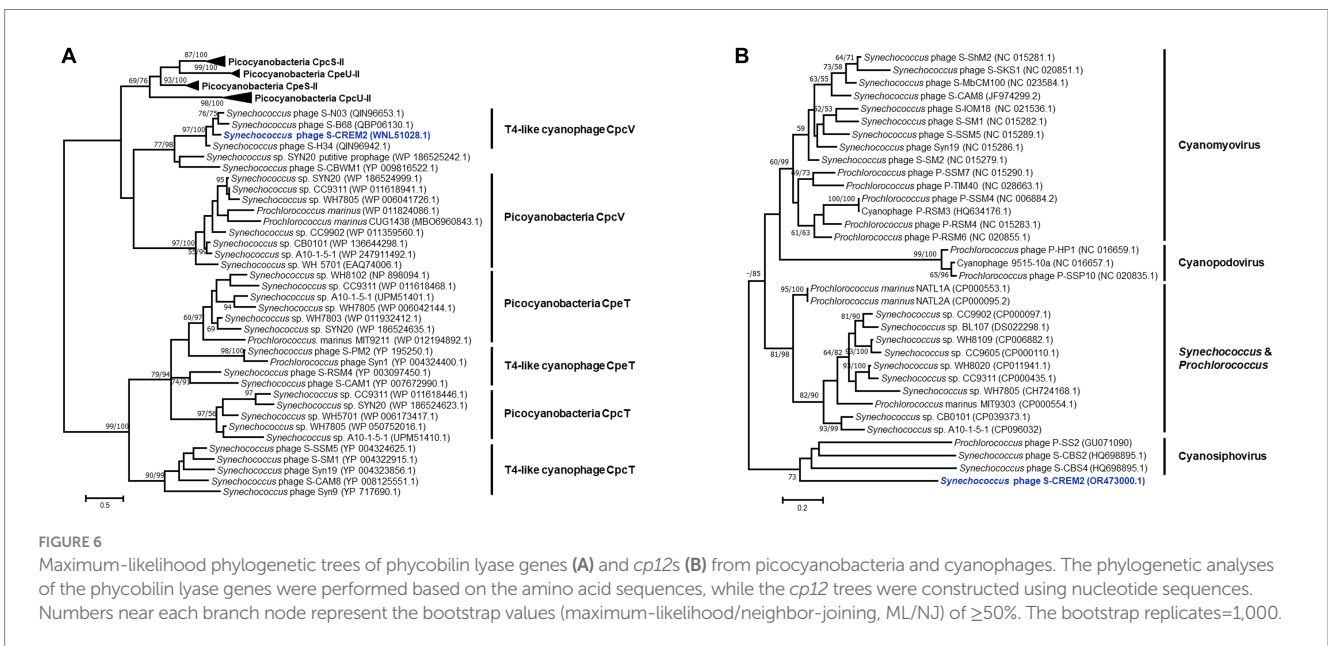 A
87/100
Picocyanobacteria CpcS-II
99/100
Picocyanobacteria CpeU-II
69/76
93/100
Picocyanobacteria CpeS-II
Picocyanobacteria CpcU-II
98/100
76/75
Synechococcus phage S-N03 (QIN96653.1)
Synechococcus phage S-B68 (QBP06130.1)
97/100
Synechococcus phage S-CREM2 (WNL51028.1)
Synechococcus phage S-H34 (QIN96942.1)
77/98
Synechococcus sp. SYN20 putitive prophage (WP 186525242.1)
Synechococcus phage S-CBWM1 (YP 009816522.1)
T4-like cyanophage CpcV
95
Synechococcus sp. SYN20 (WP 186524999.1)
Synechococcus sp. CC9311 (WP 011618941.1)
Synechococcus sp. WH7805 (WP 006041726.1)
Prochlorococcus marinus (WP 011824086.1)
Prochlorococcus marinus CUG1438 (MBO6960843.1)
Synechococcus sp. CC9902 (WP 011359560.1)
97/100
Synechococcus sp. CB0101 (WP 136644298.1)
Synechococcus sp. A10-1-5-1 (WP 247911492.1)
Synechococcus sp. WH 5701 (EAQ74006.1)
Picoyanobacteria CpcV
Synechococcus sp. WH8102 (NP 898094.1)
Synechococcus sp. CC9311 (WP 011618468.1)
Synechococcus sp. A10-1-5-1 (UPM51401.1)
94
Synechococcus sp. WH7805 (WP 006042144.1)
60/97
Synechococcus sp. WH7803 (WP 011932412.1)
69
Synechococcus sp. SYN20 (WP 186524635.1)
Prochlorococcus. marinus MIT9211 (WP 012194892.1)
Picocyanobacteria CpeT
98/100
Synechococcus phage S-PM2 (YP 195250.1)
Prochlorococcus phage Syn1 (YP 004324400.1)
79/94
Synechococcus phage S-RSM4 (YP 003097450.1)
Synechococcus phage S-CAM1 (YP 007672990.1)
T4-like cyanophage CpeT
97
Synechococcus sp. CC9311 (WP 011618446.1)
Synechococcus sp. SYN20 (WP 186524623.1)
97/56
Synechococcus sp. WH5701 (WP 006173417.1)
Synechococcus sp. WH7805 (WP 050752016.1)
Synechococcus sp. A10-1-5-1 (UPM51410.1)
Picocyanobacteria CpcT
99/100
Synechococcus phage S-SSM5 (YP 004324625.1)
Synechococcus phage S-SM1 (YP 004322915.1)
Synechococcus phage Syn19 (YP 004323856.1)
90/99
Synechococcus phage S-CAM8 (YP 008125551.1)
Synechococcus phage Syn9 (YP 717690.1)
T4-like cyanophage CpcT
0.5
B
64/71
Synechococcus phage S-ShM2 (NC 015281.1)
73/58
Synechococcus phage S-SKS1 (NC 020851.1)
63/55
Synechococcus phage S-MbCM100 (NC 023584.1)
Synechococcus phage S-CAM8 (JF974299.2)
52/53
Synechococcus phage S-IOM18 (NC 021536.1)
Synechococcus phage S-SM1 (NC 015282.1)
59
Synechococcus phage S-SSM5 (NC 015289.1)
Synechococcus phage Syn19 (NC 015286.1)
60/99
Synechococcus phage S-SM2 (NC 015279.1)
Prochlorococcus phage P-SSM7 (NC 015290.1)
Prochlorococcus phage P-TIM40 (NC 028663.1)
100/100
Prochlorococcus phage P-SSM4 (NC 006884.2)
Cyanophage P-RSM3 (HQ634176.1)
Prochlorococcus phage P-RSM4 (NC 015283.1)
61/63
Prochlorococcus phage P-RSM6 (NC 020855.1)
Cyanomyovirus
Prochlorococcus phage P-HP1 (NC 016659.1)
99/100
Cyanophage 9515-10a (NC 016657.1)
65/96
Prochlorococcus phage P-SSP10 (NC 020835.1)
Cyanopodovirus
-/85
95/100
Prochlorococcus marinus NATL1A (CP000553.1)
Prochlorococcus marinus NATL2A (CP000095.2)
81/90
Synechococcus sp. CC9902 (CP000097.1)
Synechococcus sp. BL107 (DS022298.1)
Synechococcus sp. WH8109 (CP006882.1)
81/98
64/82
Synechococcus sp. CC9605 (CP000110.1)
Synechococcus sp. WH8020 (CP011941.1)
Synechococcus sp. CC9311 (CP000435.1)
Synechococcus sp. WH7805 (CH724168.1)
82/90
Prochlorococcus marinus MIT9303 (CP000554.1)
Synechococcus sp. CB0101 (CP039373.1)
93/99
Synechococcus sp. A10-1-5-1 (CP096032)
Synechococcus &
Prochlorococcus
Prochlorococcus phage P-SS2 (GU071090)
Synechococcus phage S-CBS2 (HQ698895.1)
Synechococcus phage S-CBS4 (HQ698895.1)
73
Synechococcus phage S-CREM2 (OR473000.1)
Cyanosiphovirus
0.2
FIGURE 6
Maximum-likelihood phylogenetic trees of phycobilin lyase genes (A) and cp12s (B) from picocyanobacteria and cyanophages. The phylogenetic analyses
of the phycobilin lyase genes were performed based on the amino acid sequences, while the cp12 trees were constructed using nucleotide sequences.
Numbers near each branch node represent the bootstrap values (maximum-likelihood/neighbor-joining, ML/NJ) of ≥50%. The bootstrap replicates=1,000.